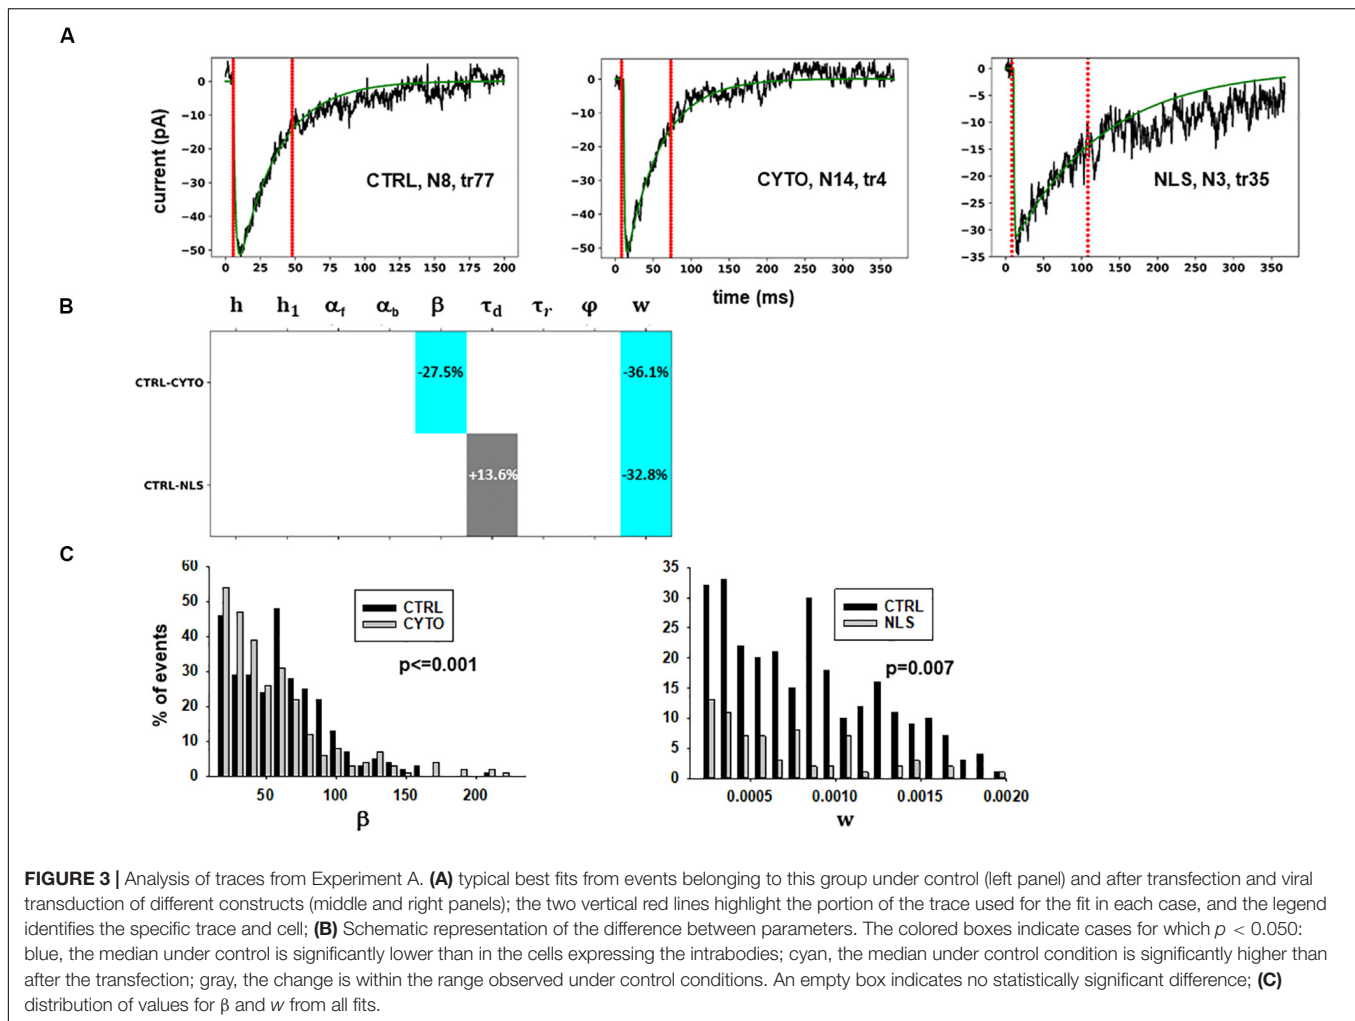 A
current (pA)
0
−10
−20
−30
−40
−50
CTRL, N8, tr77
0 25 50 75 100 125 150 175 200
0
−10
−20
−30
−40
−50
CYTO, N14, tr4
0 50 100 150 200 250 300 350
0
−5
−10
−15
−20
−25
−30
−35
NLS, N3, tr35
0 50 100 150 200 250 300 350
time (ms)
B
h h₁ α_f α_b β τ_d τ_r φ w
CTRL-CYTO -27.5% -36.1%
CTRL-NLS +13.6% -32.8%
C
% of events
60
50
40
30
20
10
0
CTRL
CYTO
p<=0.001
50 100 150 200
β
35
30
25
20
15
10
5
0
CTRL
NLS
p=0.007
0.0005 0.0010 0.0015 0.0020
w
FIGURE 3 | Analysis of traces from Experiment A. (A) typical best fits from events belonging to this group under control (left panel) and after transfection and viral
transduction of different constructs (middle and right panels); the two vertical red lines highlight the portion of the trace used for the fit in each case, and the legend
identifies the specific trace and cell; (B) Schematic representation of the difference between parameters. The colored boxes indicate cases for which p < 0.050:
blue, the median under control is significantly lower than in the cells expressing the intrabodies; cyan, the median under control condition is significantly higher than
after the transfection; gray, the change is within the range observed under control conditions. An empty box indicates no statistically significant difference; (C)
distribution of values for β and w from all fits.